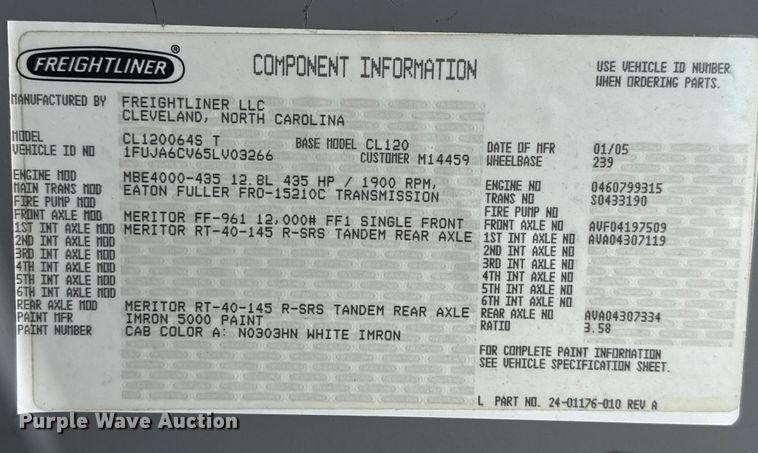 FREIGHTLINER ®
COMPONENT INFORMATION
USE VEHICLE ID NUMBER
WHEN ORDERING PARTS.
MANUFACTURED BY FREIGHTLINER LLC
CLEVELAND, NORTH CAROLINA
MODEL CL120064S T BASE MODEL CL120 DATE OF MFR 01/05
VEHICLE ID NO 1FUJA6CV65LV03266 CUSTOMER M14459 WHEELBASE 239
ENGINE MOD MBE4000-435 12.8L 435 HP / 1900 RPM, ENGINE NO 0460799315
MAIN TRANS MOD EATON FULLER FRO-15210C TRANSMISSION TRANS NO S0433190
FIRE PUMP MOD FIRE PUMP NO
FRONT AXLE MOD MERITOR FF-961 12,000# FF1 SINGLE FRONT FRONT AXLE NO AVF04197509
1ST INT AXLE MOD MERITOR RT-40-145 R-SRS TANDEM REAR AXLE 1ST INT AXLE NO AVA04307119
2ND INT AXLE MOD 2ND INT AXLE NO
3RD INT AXLE MOD 3RD INT AXLE NO
4TH INT AXLE MOD 4TH INT AXLE NO
5TH INT AXLE MOD 5TH INT AXLE NO
6TH INT AXLE MOD 6TH INT AXLE NO
REAR AXLE MOD MERITOR RT-40-145 R-SRS TANDEM REAR AXLE REAR AXLE NO AVA04307334
PAINT MFR IMRON 5000 PAINT RATIO 3.58
PAINT NUMBER CAB COLOR A: N0303HN WHITE IMRON
FOR COMPLETE PAINT INFORMATION
SEE VEHICLE SPECIFICATION SHEET.
L PART NO. 24-01176-010 REV A
Purple Wave Auction